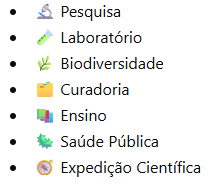 • 🔬 Pesquisa
• 🧪 Laboratório
• 🌿 Biodiversidade
• 🗂️ Curadoria
• 📚 Ensino
• 🦠 Saúde Pública
• 🧭 Expedição Científica